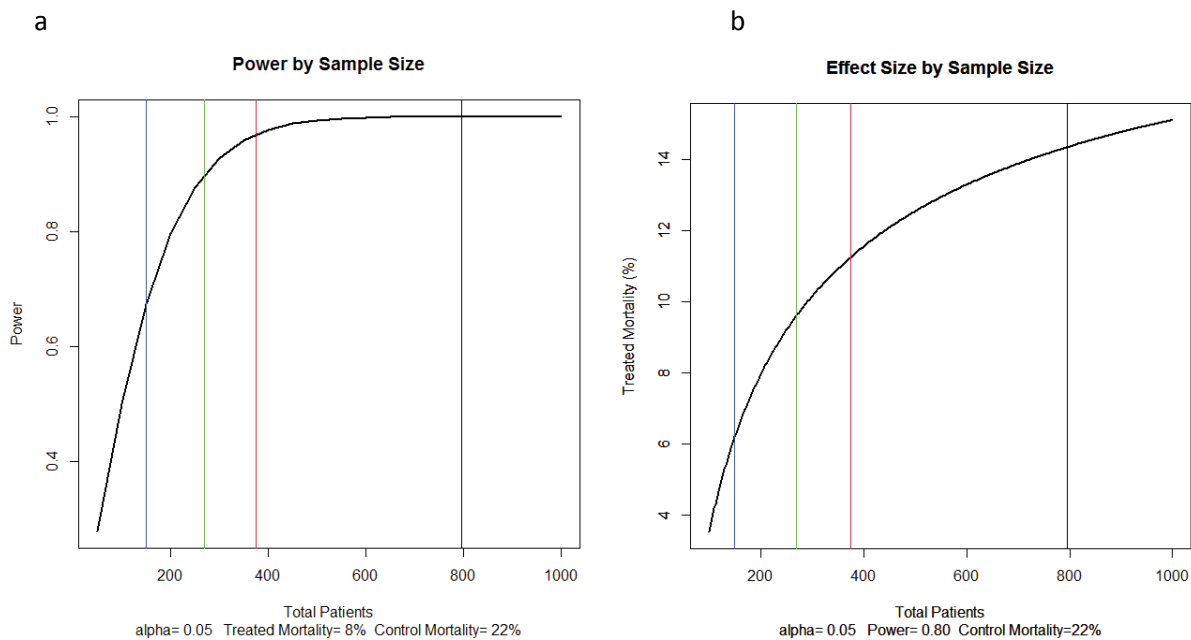 a
Power by Sample Size
1.0
0.8
0.6
0.4
Power
200 400 600 800 1000
Total Patients
alpha= 0.05 Treated Mortality= 8% Control Mortality= 22%
b
Effect Size by Sample Size
14
12
10
8
6
4
Treated Mortality (%)
200 400 600 800 1000
Total Patients
alpha= 0.05 Power= 0.80 Control Mortality=22%